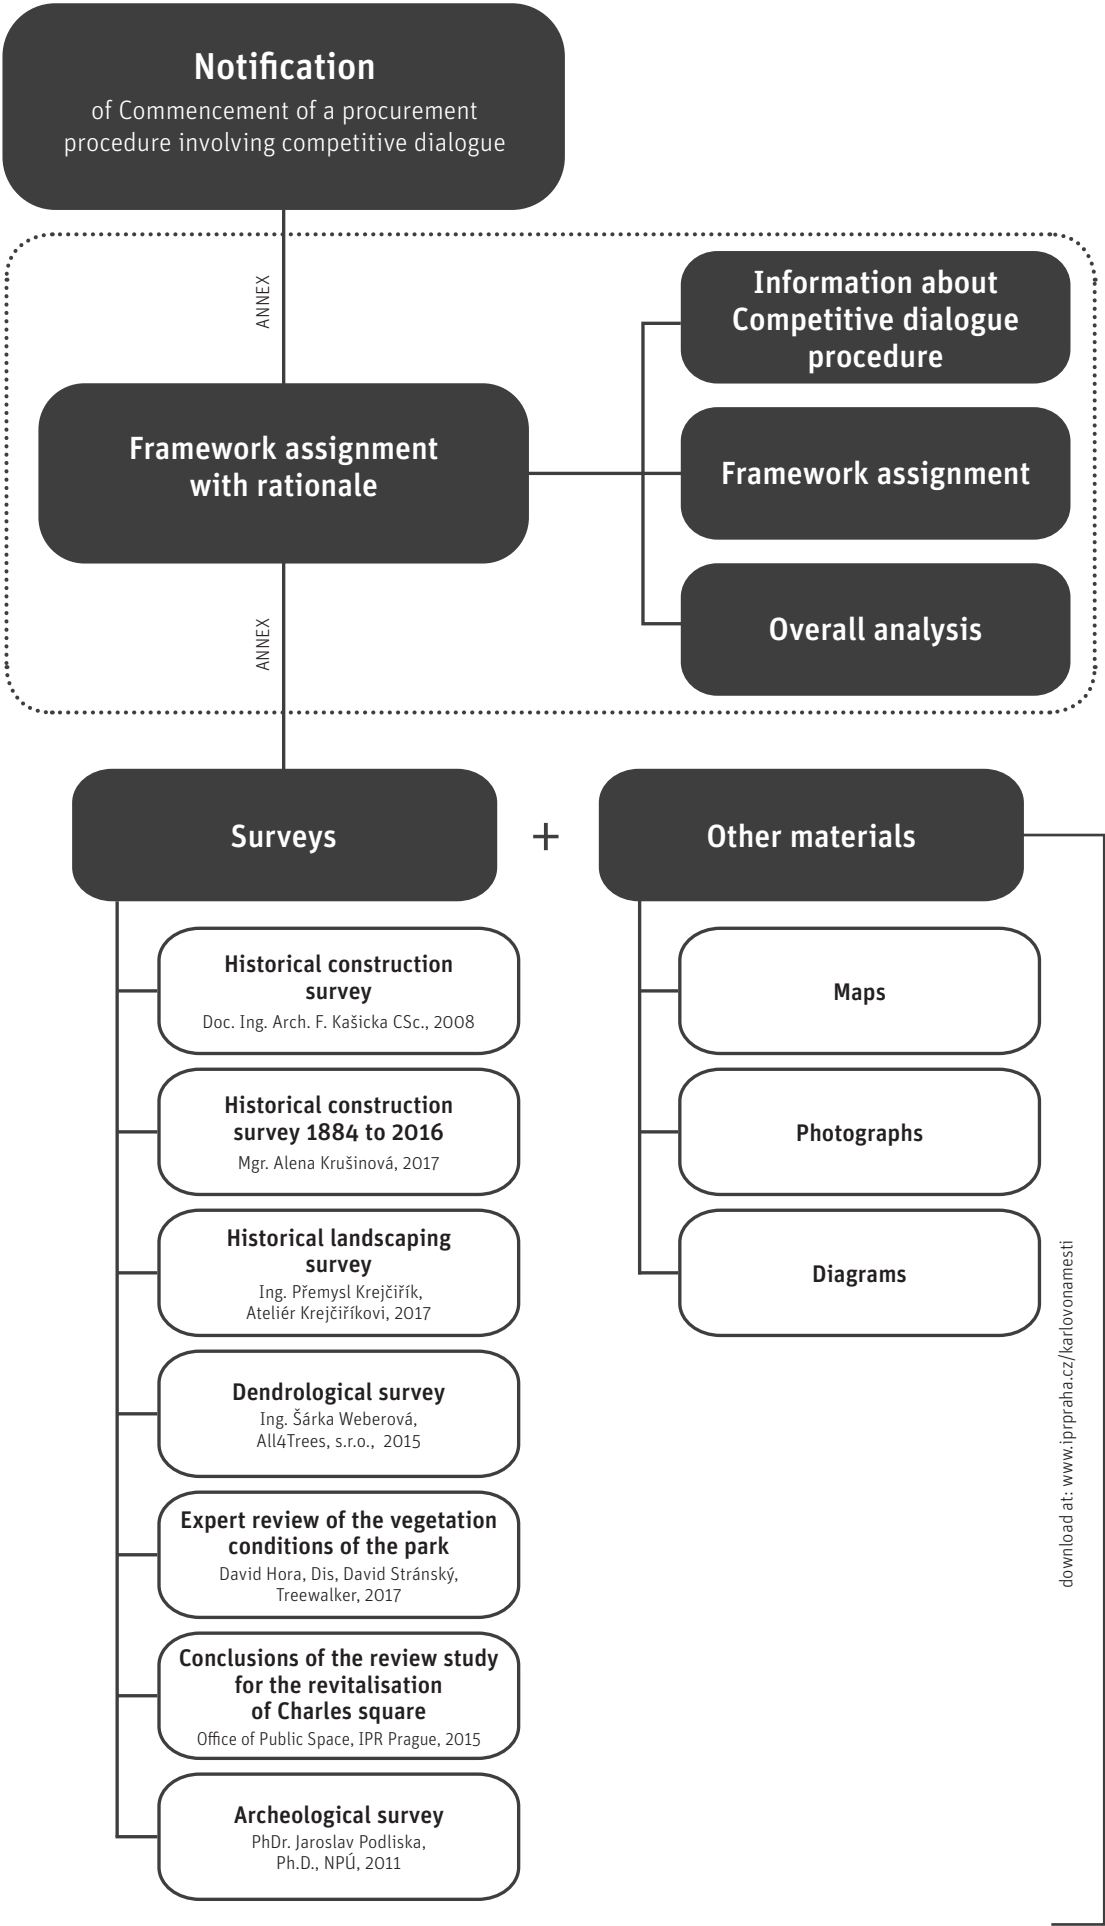 Notification
of Commencement of a procurement
procedure involving competitive dialogue
ANNEX
Information about
Competitive dialogue
procedure
Framework assignment
with rationale
Framework assignment
Overall analysis
ANNEX
Surveys
+
Other materials
Historical construction
survey
Doc. Ing. Arch. F. Kašicka CSc., 2008
Historical construction
survey 1884 to 2016
Mgr. Alena Krušinová, 2017
Historical landscaping
survey
Ing. Přemysl Krejčiřík,
Ateliér Krejčiříkovi, 2017
Dendrological survey
Ing. Šárka Weberová,
All4Trees, s.r.o., 2015
Expert review of the vegetation
conditions of the park
David Hora, Dis, David Stránský,
Treewalker, 2017
Conclusions of the review study
for the revitalisation
of Charles square
Office of Public Space, IPR Prague, 2015
Archeological survey
PhDr. Jaroslav Podliska,
Ph.D., NPÚ, 2011
Maps
Photographs
Diagrams
download at: www.iprpraha.cz/karlovonamesti